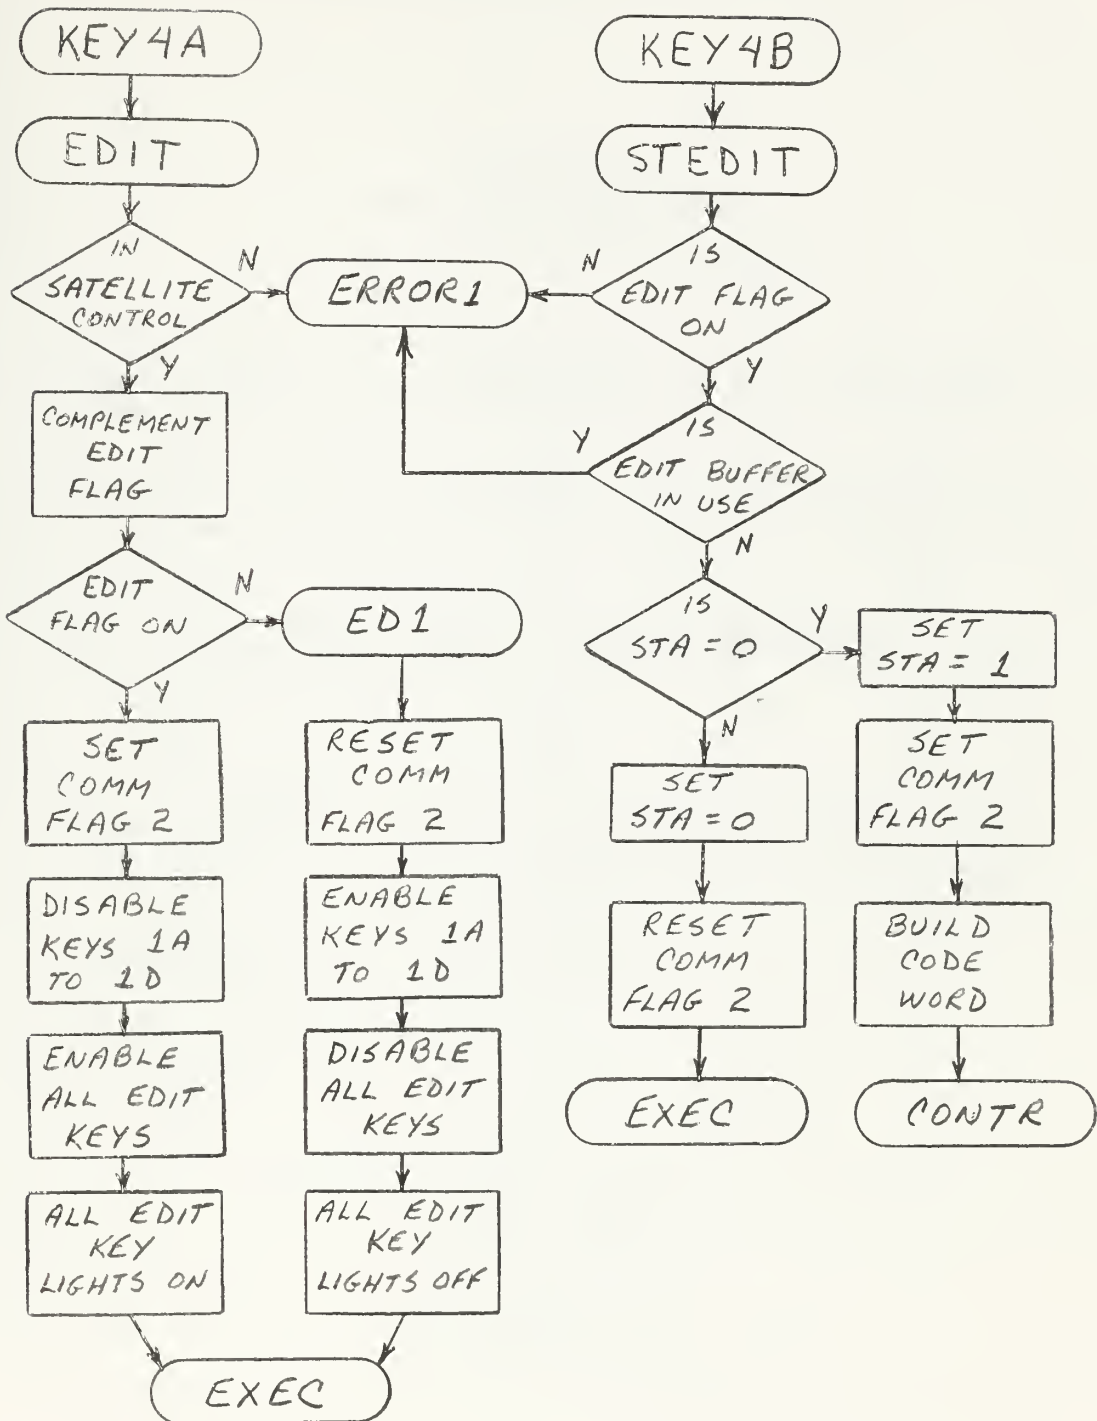 KEY4A
EDIT
IN
SATELLITE
CONTROL
N
Y
COMPLEMENT
EDIT
FLAG
EDIT
FLAG ON
N
Y
SET
COMM
FLAG 2
DISABLE
KEYS 1A
TO 1D
ENABLE
ALL EDIT
KEYS
ALL EDIT
KEY
LIGHTS ON
ED1
RESET
COMM
FLAG 2
ENABLE
KEYS 1A
TO 1D
DISABLE
ALL EDIT
KEYS
ALL EDIT
KEY
LIGHTS OFF
EXEC
ERROR1
KEY4B
STEDIT
IS
EDIT FLAG
ON
N
Y
IS
EDIT BUFFER
IN USE
Y
N
IS
STA = 0
Y
N
SET
STA = 0
RESET
COMM
FLAG 2
EXEC
SET
STA = 1
SET
COMM
FLAG 2
BUILD
CODE
WORD
CONTR